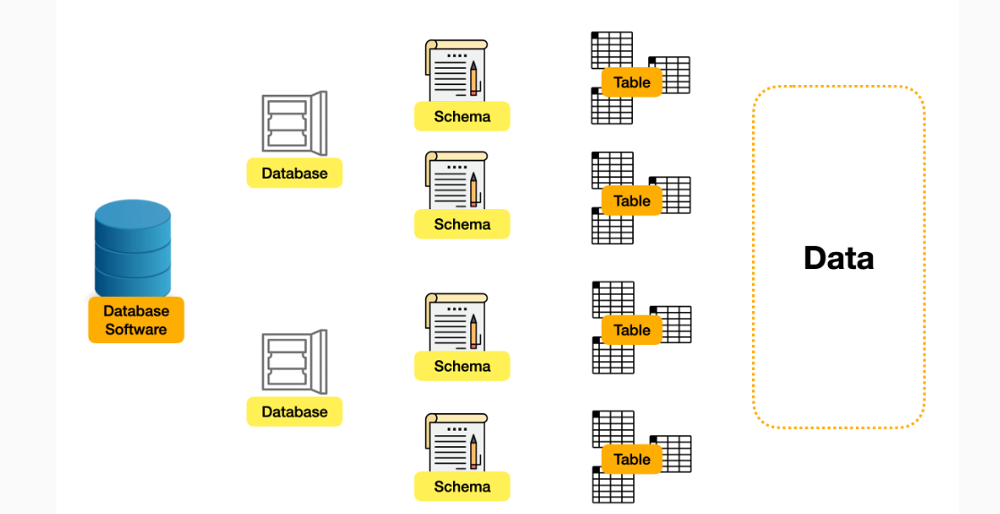 Database
Software
Database
Database
Schema
Schema
Schema
Schema
Table
Table
Table
Table
Data